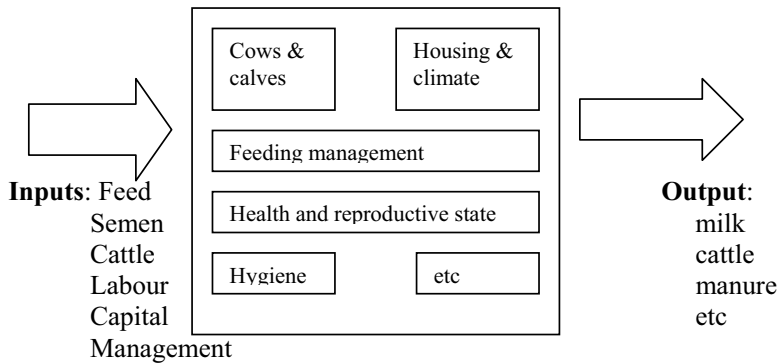 Cows &
calves
Housing &
climate
Feeding management
Health and reproductive state
Hygiene
etc
Inputs: Feed
Semen
Cattle
Labour
Capital
Management
Output:
milk
cattle
manure
etc